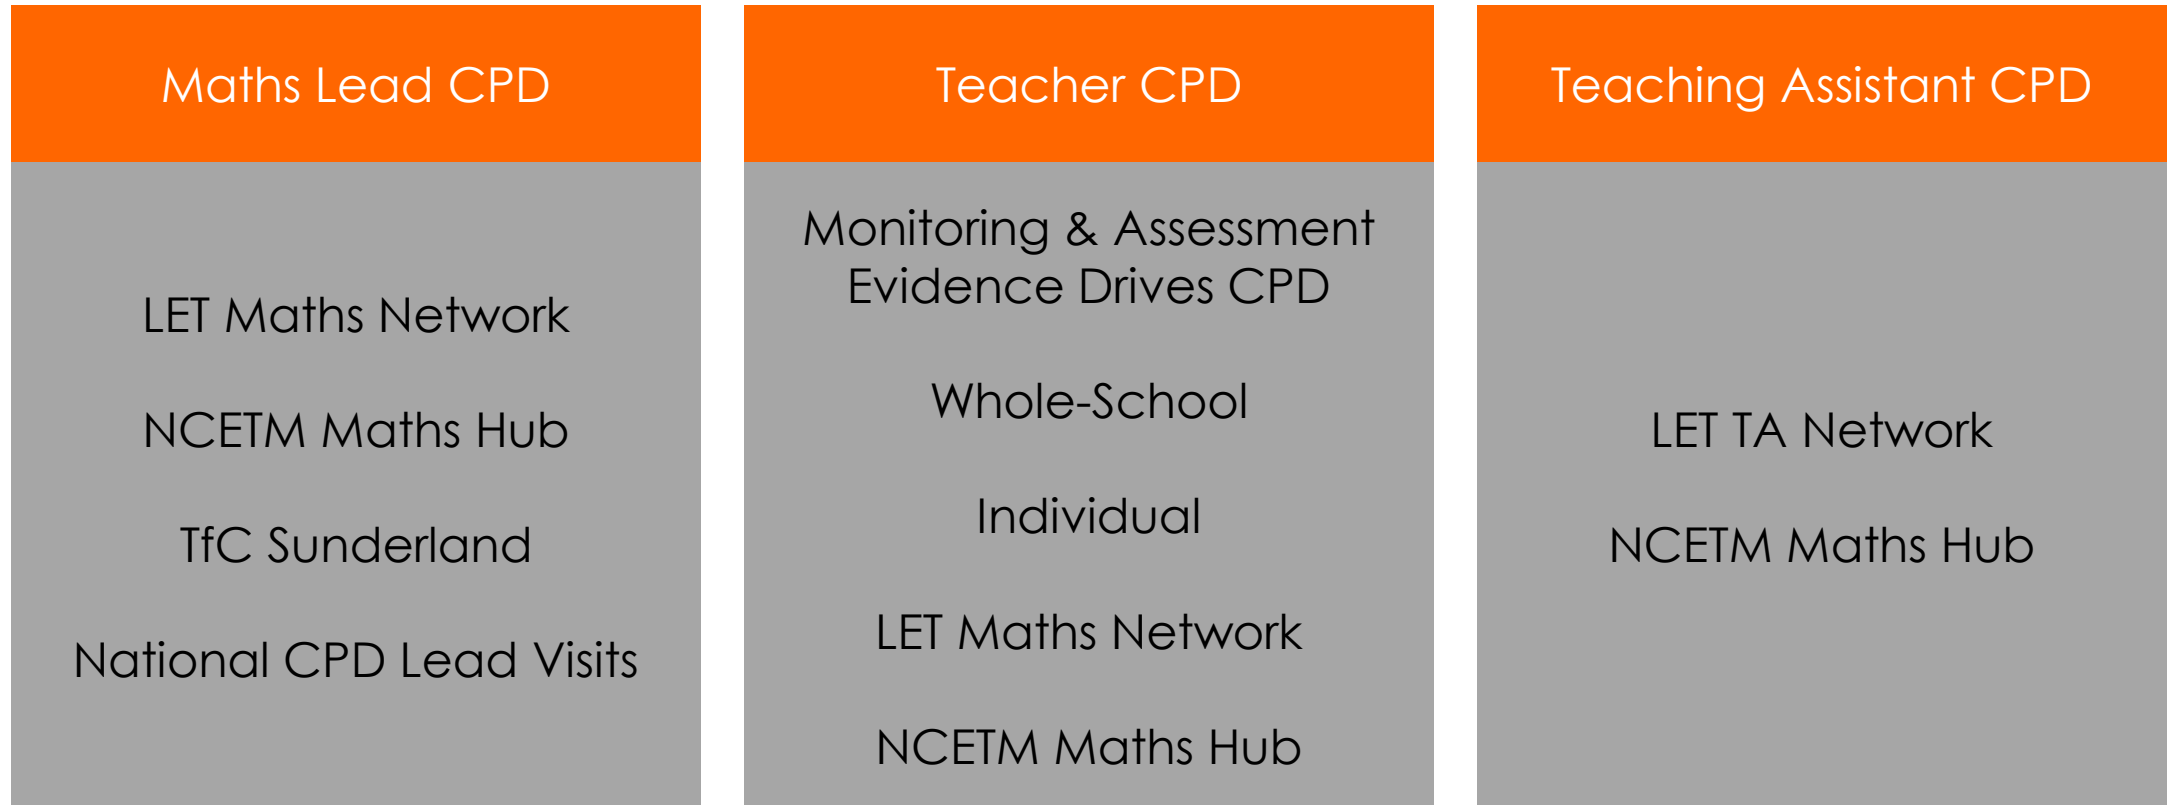 Maths Lead CPD
LET Maths Network
NCETM Maths Hub
TfC Sunderland
National CPD Lead Visits
Teacher CPD
Monitoring & Assessment
Evidence Drives CPD
Whole-School
Individual
LET Maths Network
NCETM Maths Hub
Teaching Assistant CPD
LET TA Network
NCETM Maths Hub